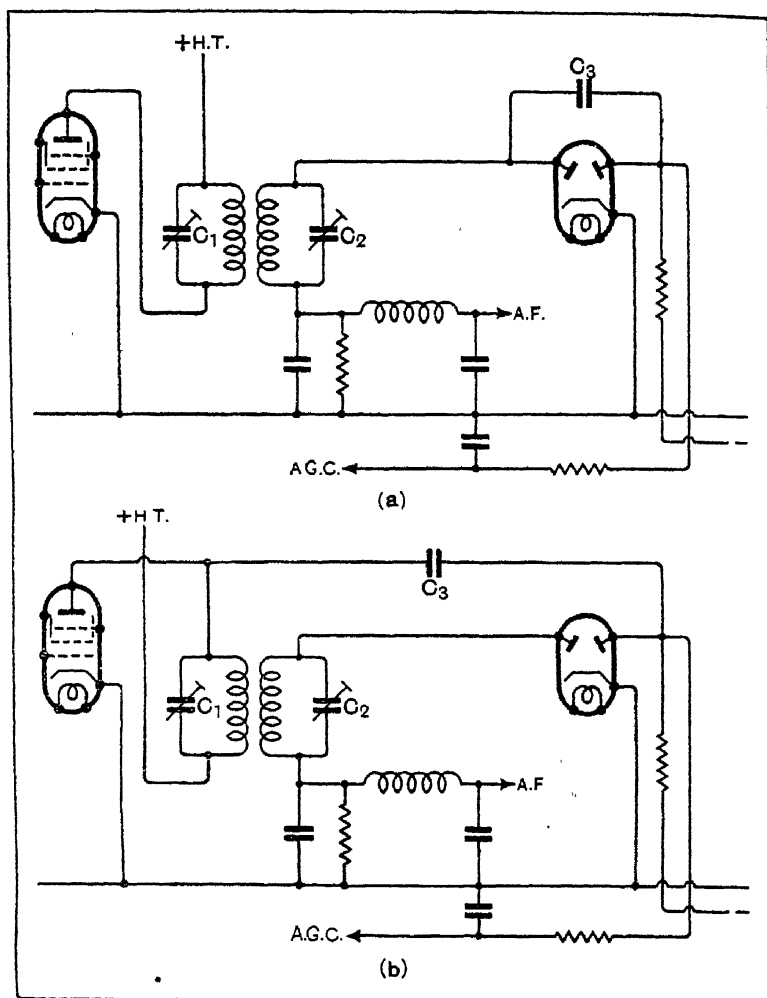 +H.T.
C3
C1
C2
A.F.
A G.C.
(a)
+H T.
C3
C1
C2
A.F
A.G.C.
(b)